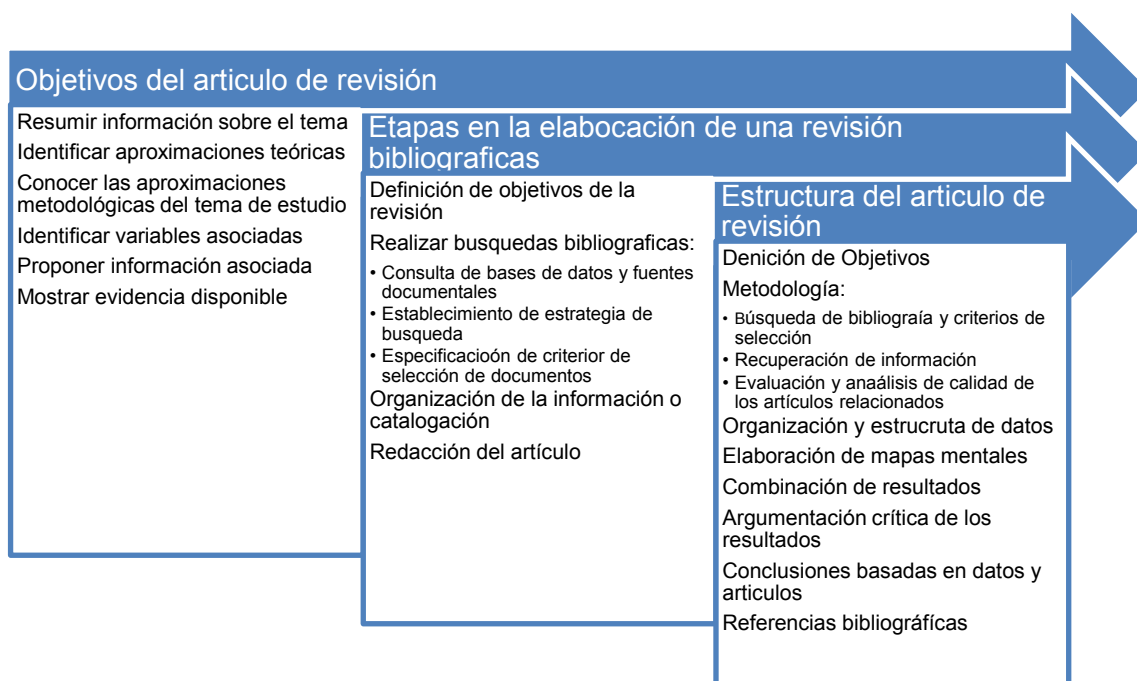 Objetivos del articulo de revisión
Resumir información sobre el tema
Identificar aproximaciones teóricas
Conocer las aproximaciones
metodológicas del tema de estudio
Identificar variables asociadas
Proponer información asociada
Mostrar evidencia disponible
Etapas en la elabocación de una revisión
bibliograficas
Definición de objetivos de la
revisión
Realizar busquedas bibliograficas:
• Consulta de bases de datos y fuentes
documentales
• Establecimiento de estrategia de
busqueda
• Especificacioón de criterior de
selección de documentos
Organización de la información o
catalogación
Redacción del artículo
Estructura del articulo de
revisión
Denición de Objetivos
Metodología:
• Búsqueda de bibliograía y criterios de
selección
• Recuperación de información
• Evaluación y anaálisis de calidad de
los artículos relacionados
Organización y estrucruta de datos
Elaboración de mapas mentales
Combinación de resultados
Argumentación crítica de los
resultados
Conclusiones basadas en datos y
articulos
Referencias bibliográfícas